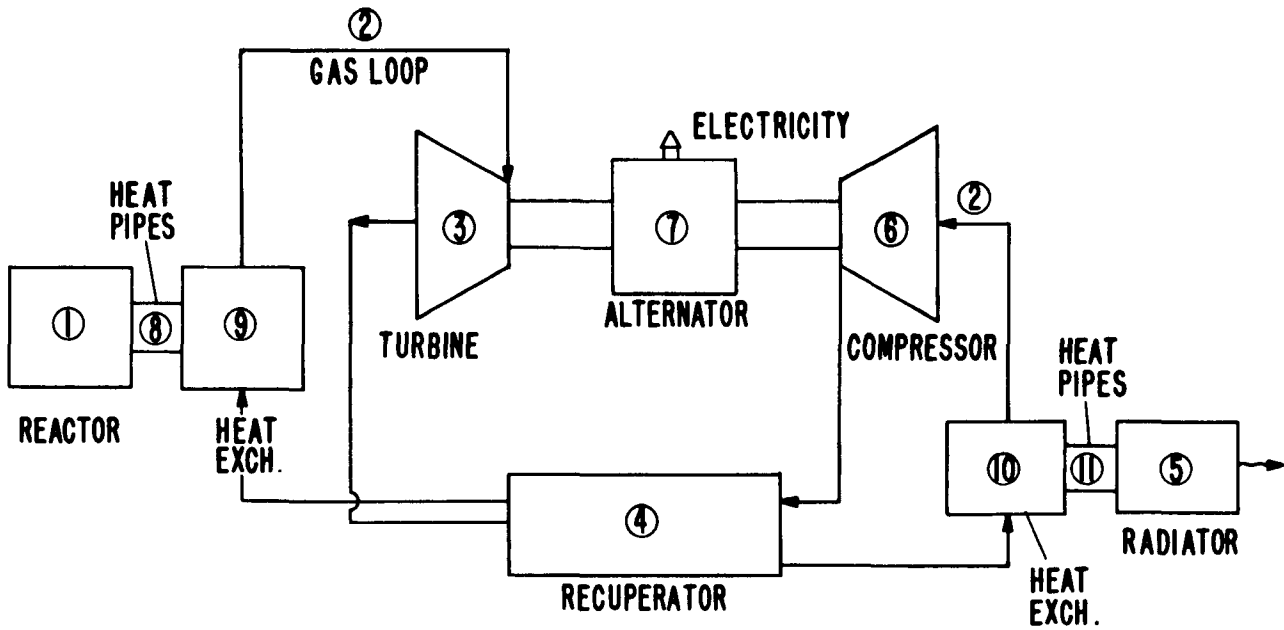 ②
GAS LOOP
ELECTRICITY
HEAT
PIPES
②
③
⑦
⑥
①
⑧
⑨
ALTERNATOR
TURBINE
COMPRESSOR
HEAT
PIPES
REACTOR
HEAT
EXCH.
⑩
⑪
⑤
④
RADIATOR
RECUPERATOR
HEAT
EXCH.